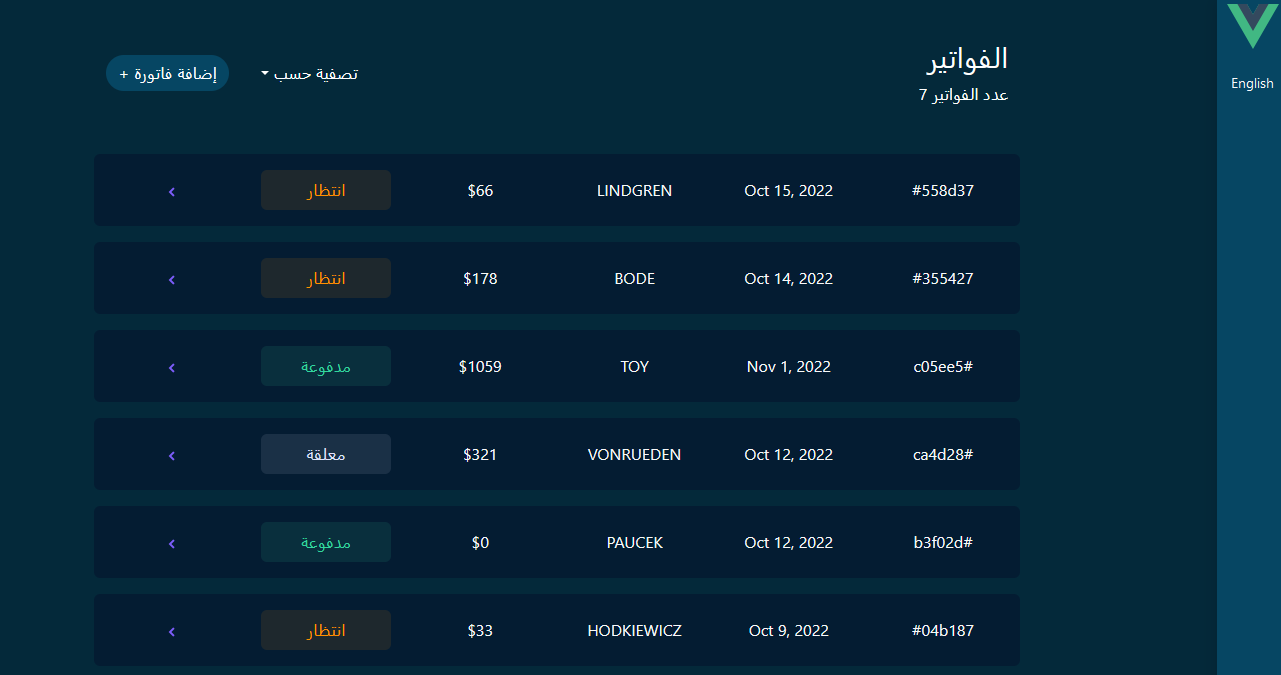 English
الفواتير
عدد الفواتير 7
تصفية حسب
إضافة فاتورة +
#558d37 Oct 15, 2022 LINDGREN $66 انتظار
#355427 Oct 14, 2022 BODE $178 انتظار
c05ee5# Nov 1, 2022 TOY $1059 مدفوعة
ca4d28# Oct 12, 2022 VONRUEDEN $321 معلقة
b3f02d# Oct 12, 2022 PAUCEK $0 مدفوعة
#04b187 Oct 9, 2022 HODKIEWICZ $33 انتظار